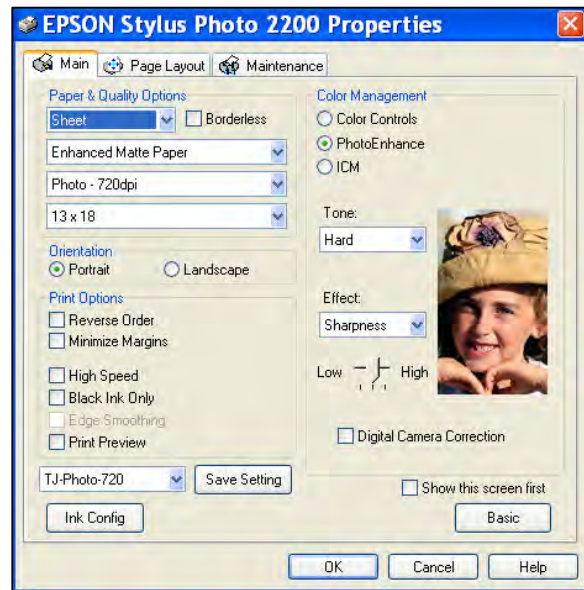 EPSON Stylus Photo 2200 Properties
Main
Page Layout
Maintenance
Paper & Quality Options
Sheet
Borderless
Enhanced Matte Paper
Photo - 720dpi
13 x 18
Orientation
Portrait
Landscape
Print Options
Reverse Order
Minimize Margins
High Speed
Black Ink Only
Edge Smoothing
Print Preview
TJ-Photo-720
Save Setting
Ink Config
Color Management
Color Controls
PhotoEnhance
ICM
Tone:
Hard
Effect:
Sharpness
Low
High
Digital Camera Correction
Show this screen first
Basic
OK
Cancel
Help